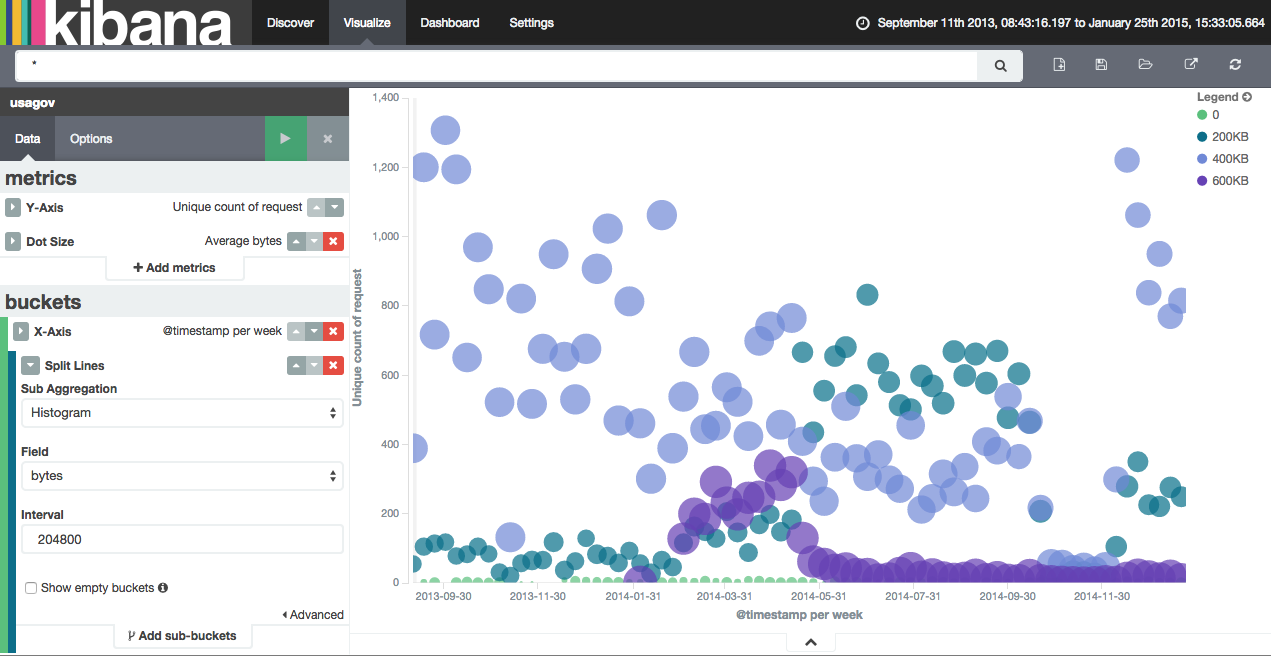 kibana
Discover
Visualize
Dashboard
Settings
September 11th 2013, 08:43:16.197 to January 25th 2015, 15:33:05.664
*
usagov
Data
Options
metrics
Y-Axis
Unique count of request
Dot Size
Average bytes
+ Add metrics
buckets
X-Axis
@timestamp per week
Split Lines
Sub Aggregation
Histogram
Field
bytes
Interval
204800
Show empty buckets
Advanced
Add sub-buckets
Unique count of request
1,400
1,200
1,000
800
600
400
200
0
2013-09-30
2013-11-30
2014-01-31
2014-03-31
2014-05-31
2014-07-31
2014-09-30
2014-11-30
@timestamp per week
Legend
0
200KB
400KB
600KB